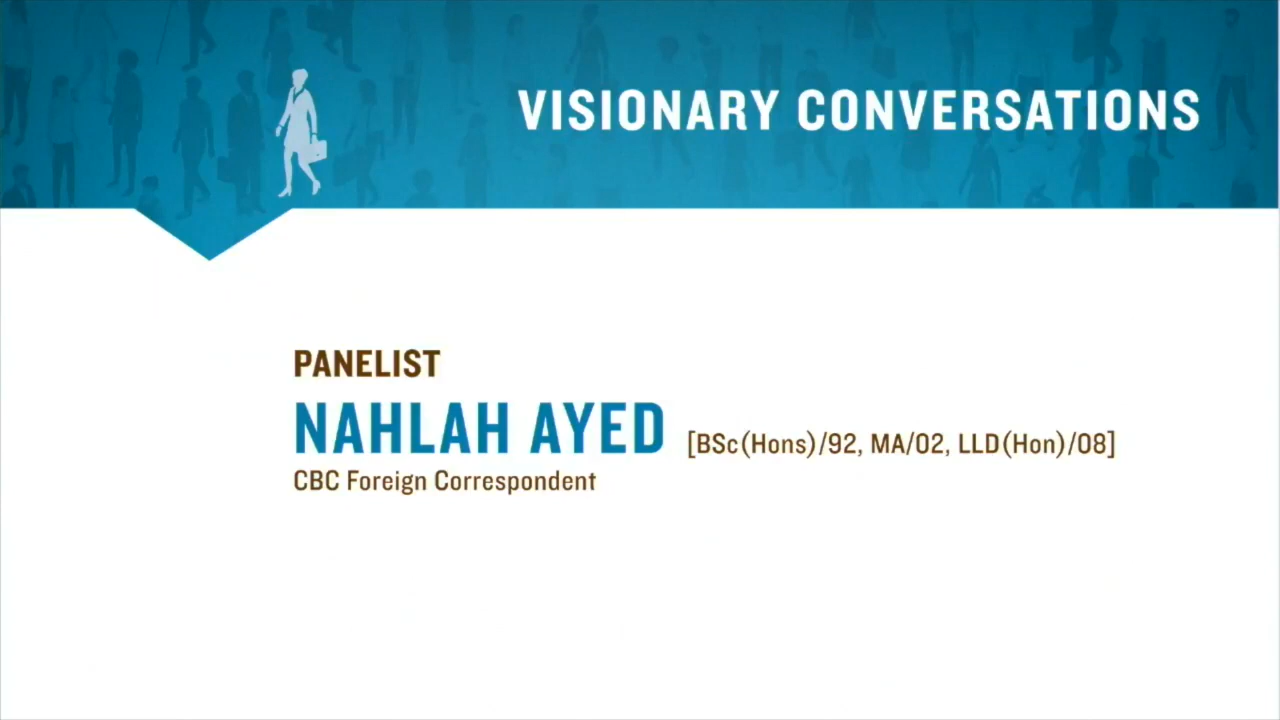 VISIONARY CONVERSATIONS
PANELIST
NAHLAH AYED [BSc(Hons)/92, MA/02, LLD(Hon)/08]
CBC Foreign Correspondent